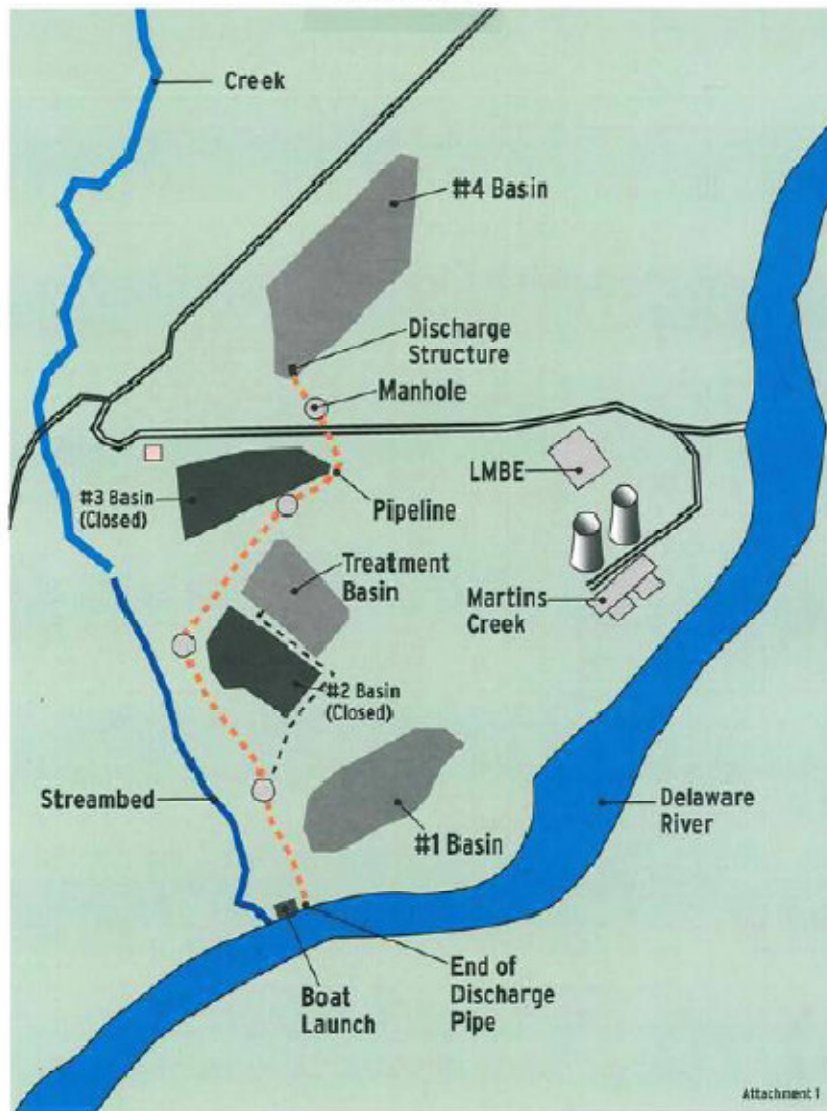 Creek
#4 Basin
Discharge
Structure
Manhole
LMBE
#3 Basin
(Closed)
Pipeline
Treatment
Basin
Martins
Creek
#2 Basin
(Closed)
Streambed
Delaware
River
#1 Basin
End of
Discharge
Pipe
Boat
Launch
Attachment 1